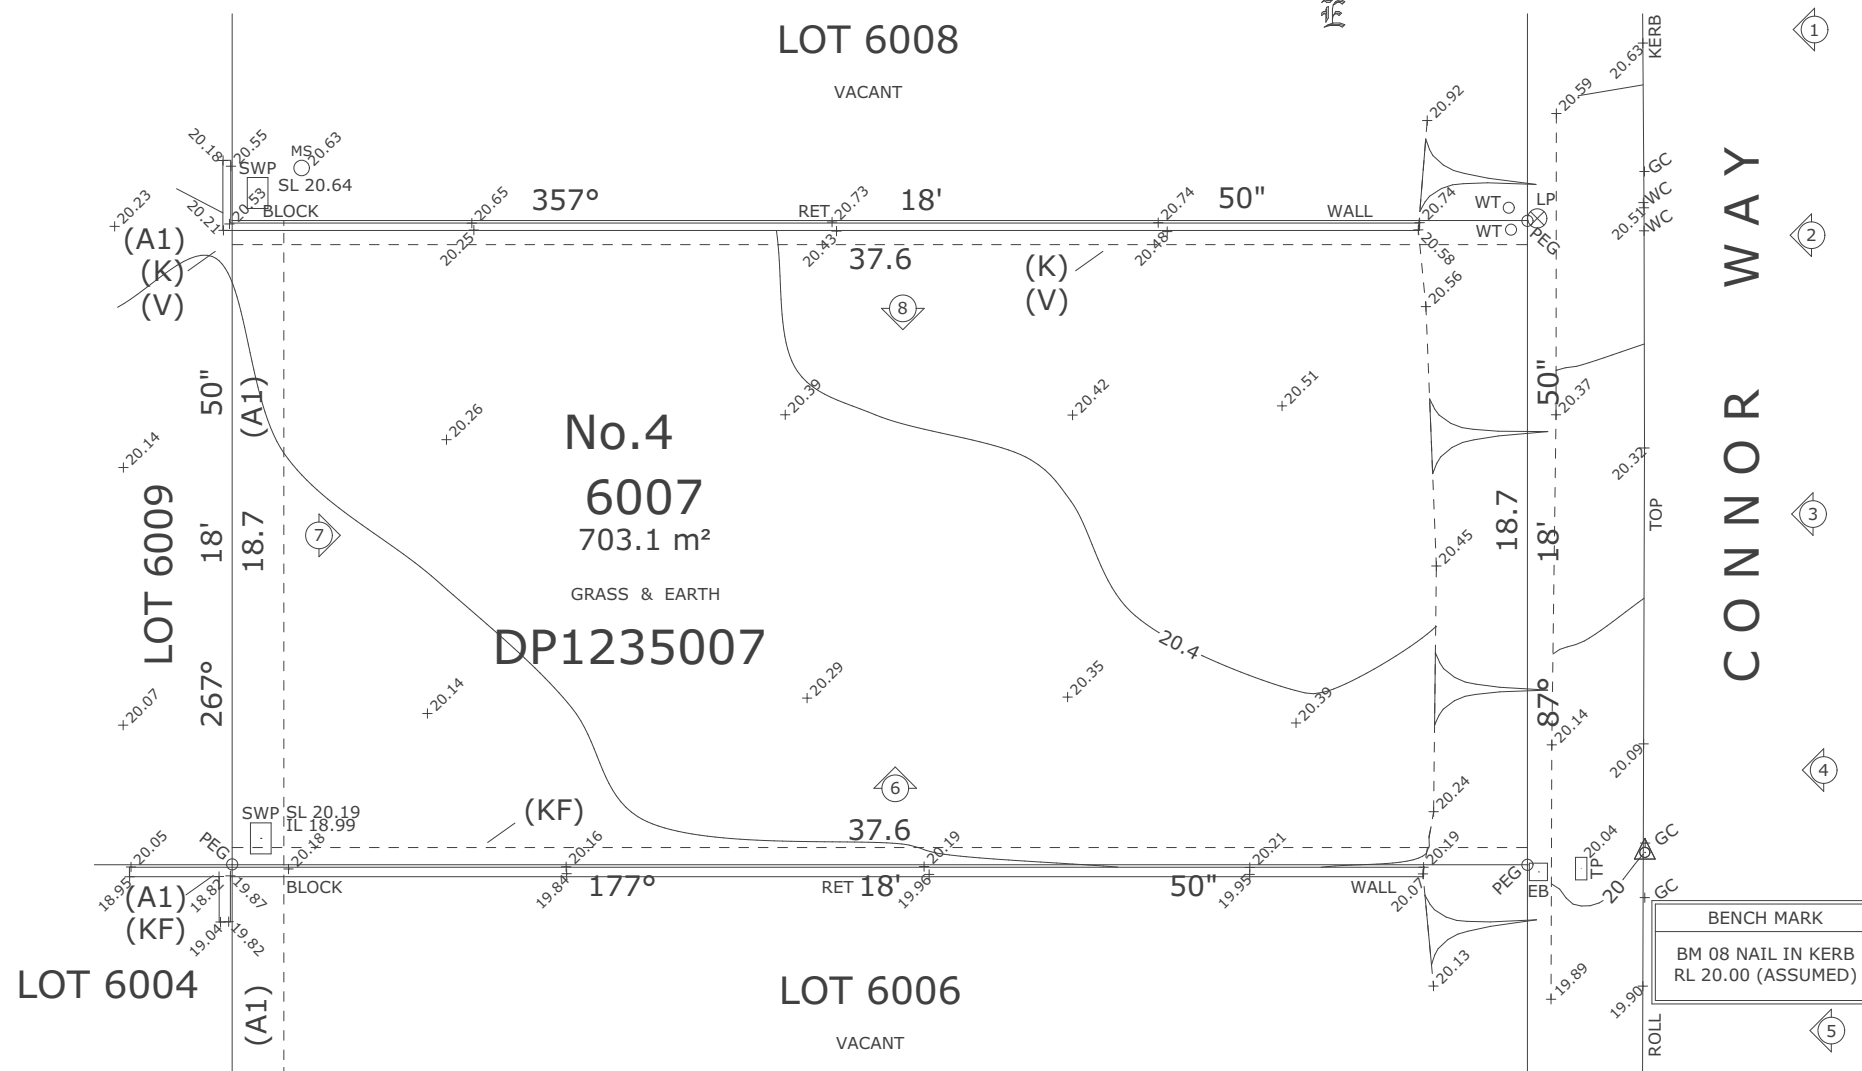 E
LOT 6008
VACANT
KERB
1
20.63
20.92
20.59
20.18
20.55
MS
20.63
SWP
SL 20.64
20.23
20.21
20.53
BLOCK
20.65
357°
RET
20.73
18'
20.74
50"
WALL
20.74
WT
LP
WT
PEG
GC
WC
20.51
WC
2
(A1)
(K)
(V)
20.25
20.43
37.6
20.48
(K)
(V)
20.58
20.56
8
50"
(A1)
20.39
20.42
20.51
50"
20.37
20.14
20.26
No.4
6007
703.1 m²
GRASS & EARTH
DP1235007
20.32
TOP
3
CONNOR WAY
LOT 6009
18'
18.7
7
20.45
18.7
18'
20.4
267°
20.07
20.14
20.29
20.35
20.39
87°
20.14
20.09
4
6
20.24
SWP
SL 20.19
IL 18.99
(KF)
37.6
20.05
PEG
20.18
20.16
20.19
20.21
20.19
PEG
EB
TP
20.04
GC
GC
20
18.95
18.82
19.87
BLOCK
19.84
177°
RET
18'
19.96
50"
19.95
WALL
20.07
(A1)
(KF)
19.04
19.82
LOT 6004
(A1)
LOT 6006
VACANT
20.13
19.89
19.90
ROLL
BENCH MARK
BM 08 NAIL IN KERB
RL 20.00 (ASSUMED)
5